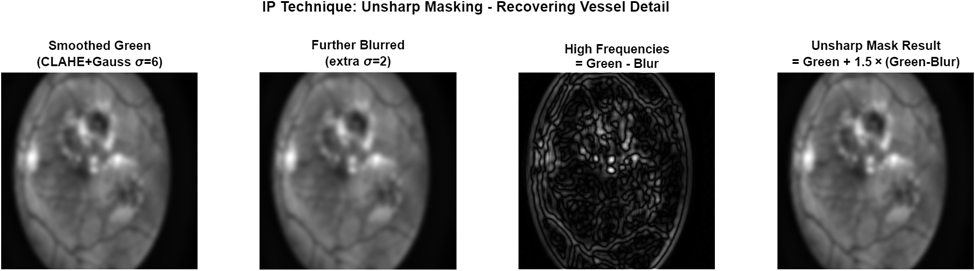 IP Technique: Unsharp Masking - Recovering Vessel Detail
Smoothed Green
(CLAHE+Gauss σ=6)
Further Blurred
(extra σ=2)
High Frequencies
= Green - Blur
Unsharp Mask Result
= Green + 1.5 × (Green-Blur)